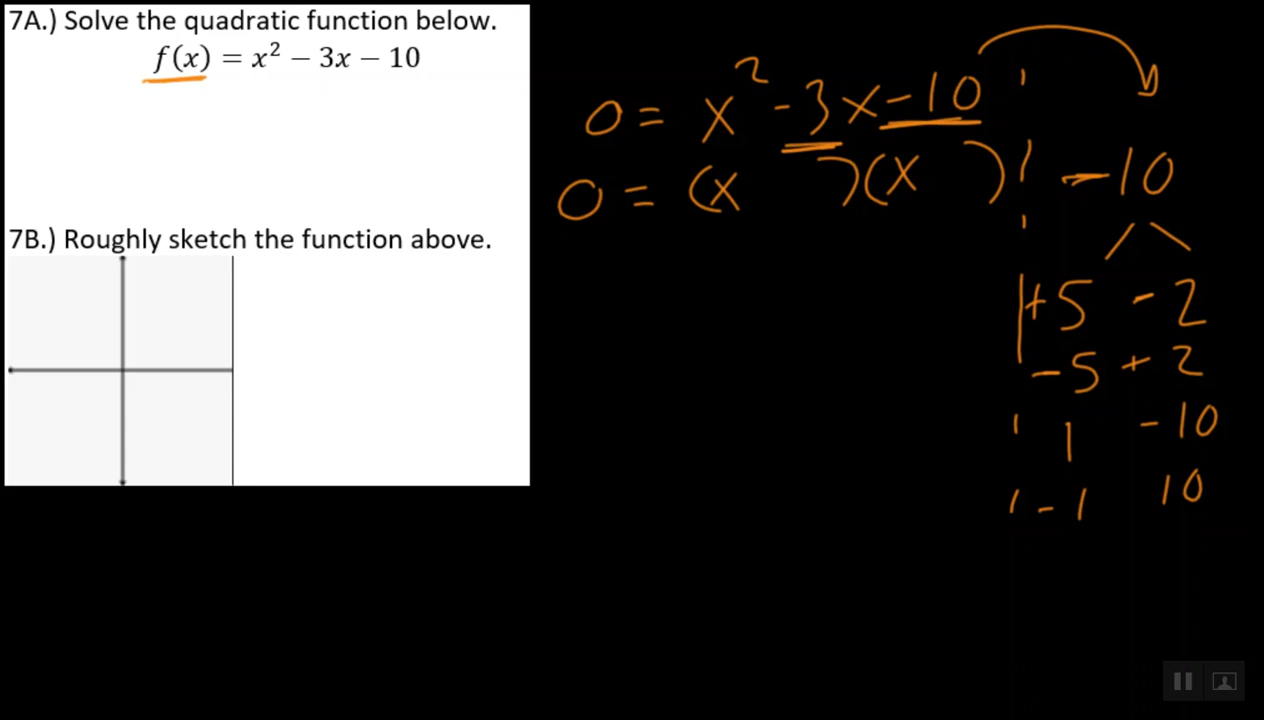 7A.) Solve the quadratic function below.
f(x) = x² − 3x − 10
7B.) Roughly sketch the function above.
0 = x² - 3x - 10
0 = (x )(x )
-10
+5 -2
-5 +2
1 -10
-1 10